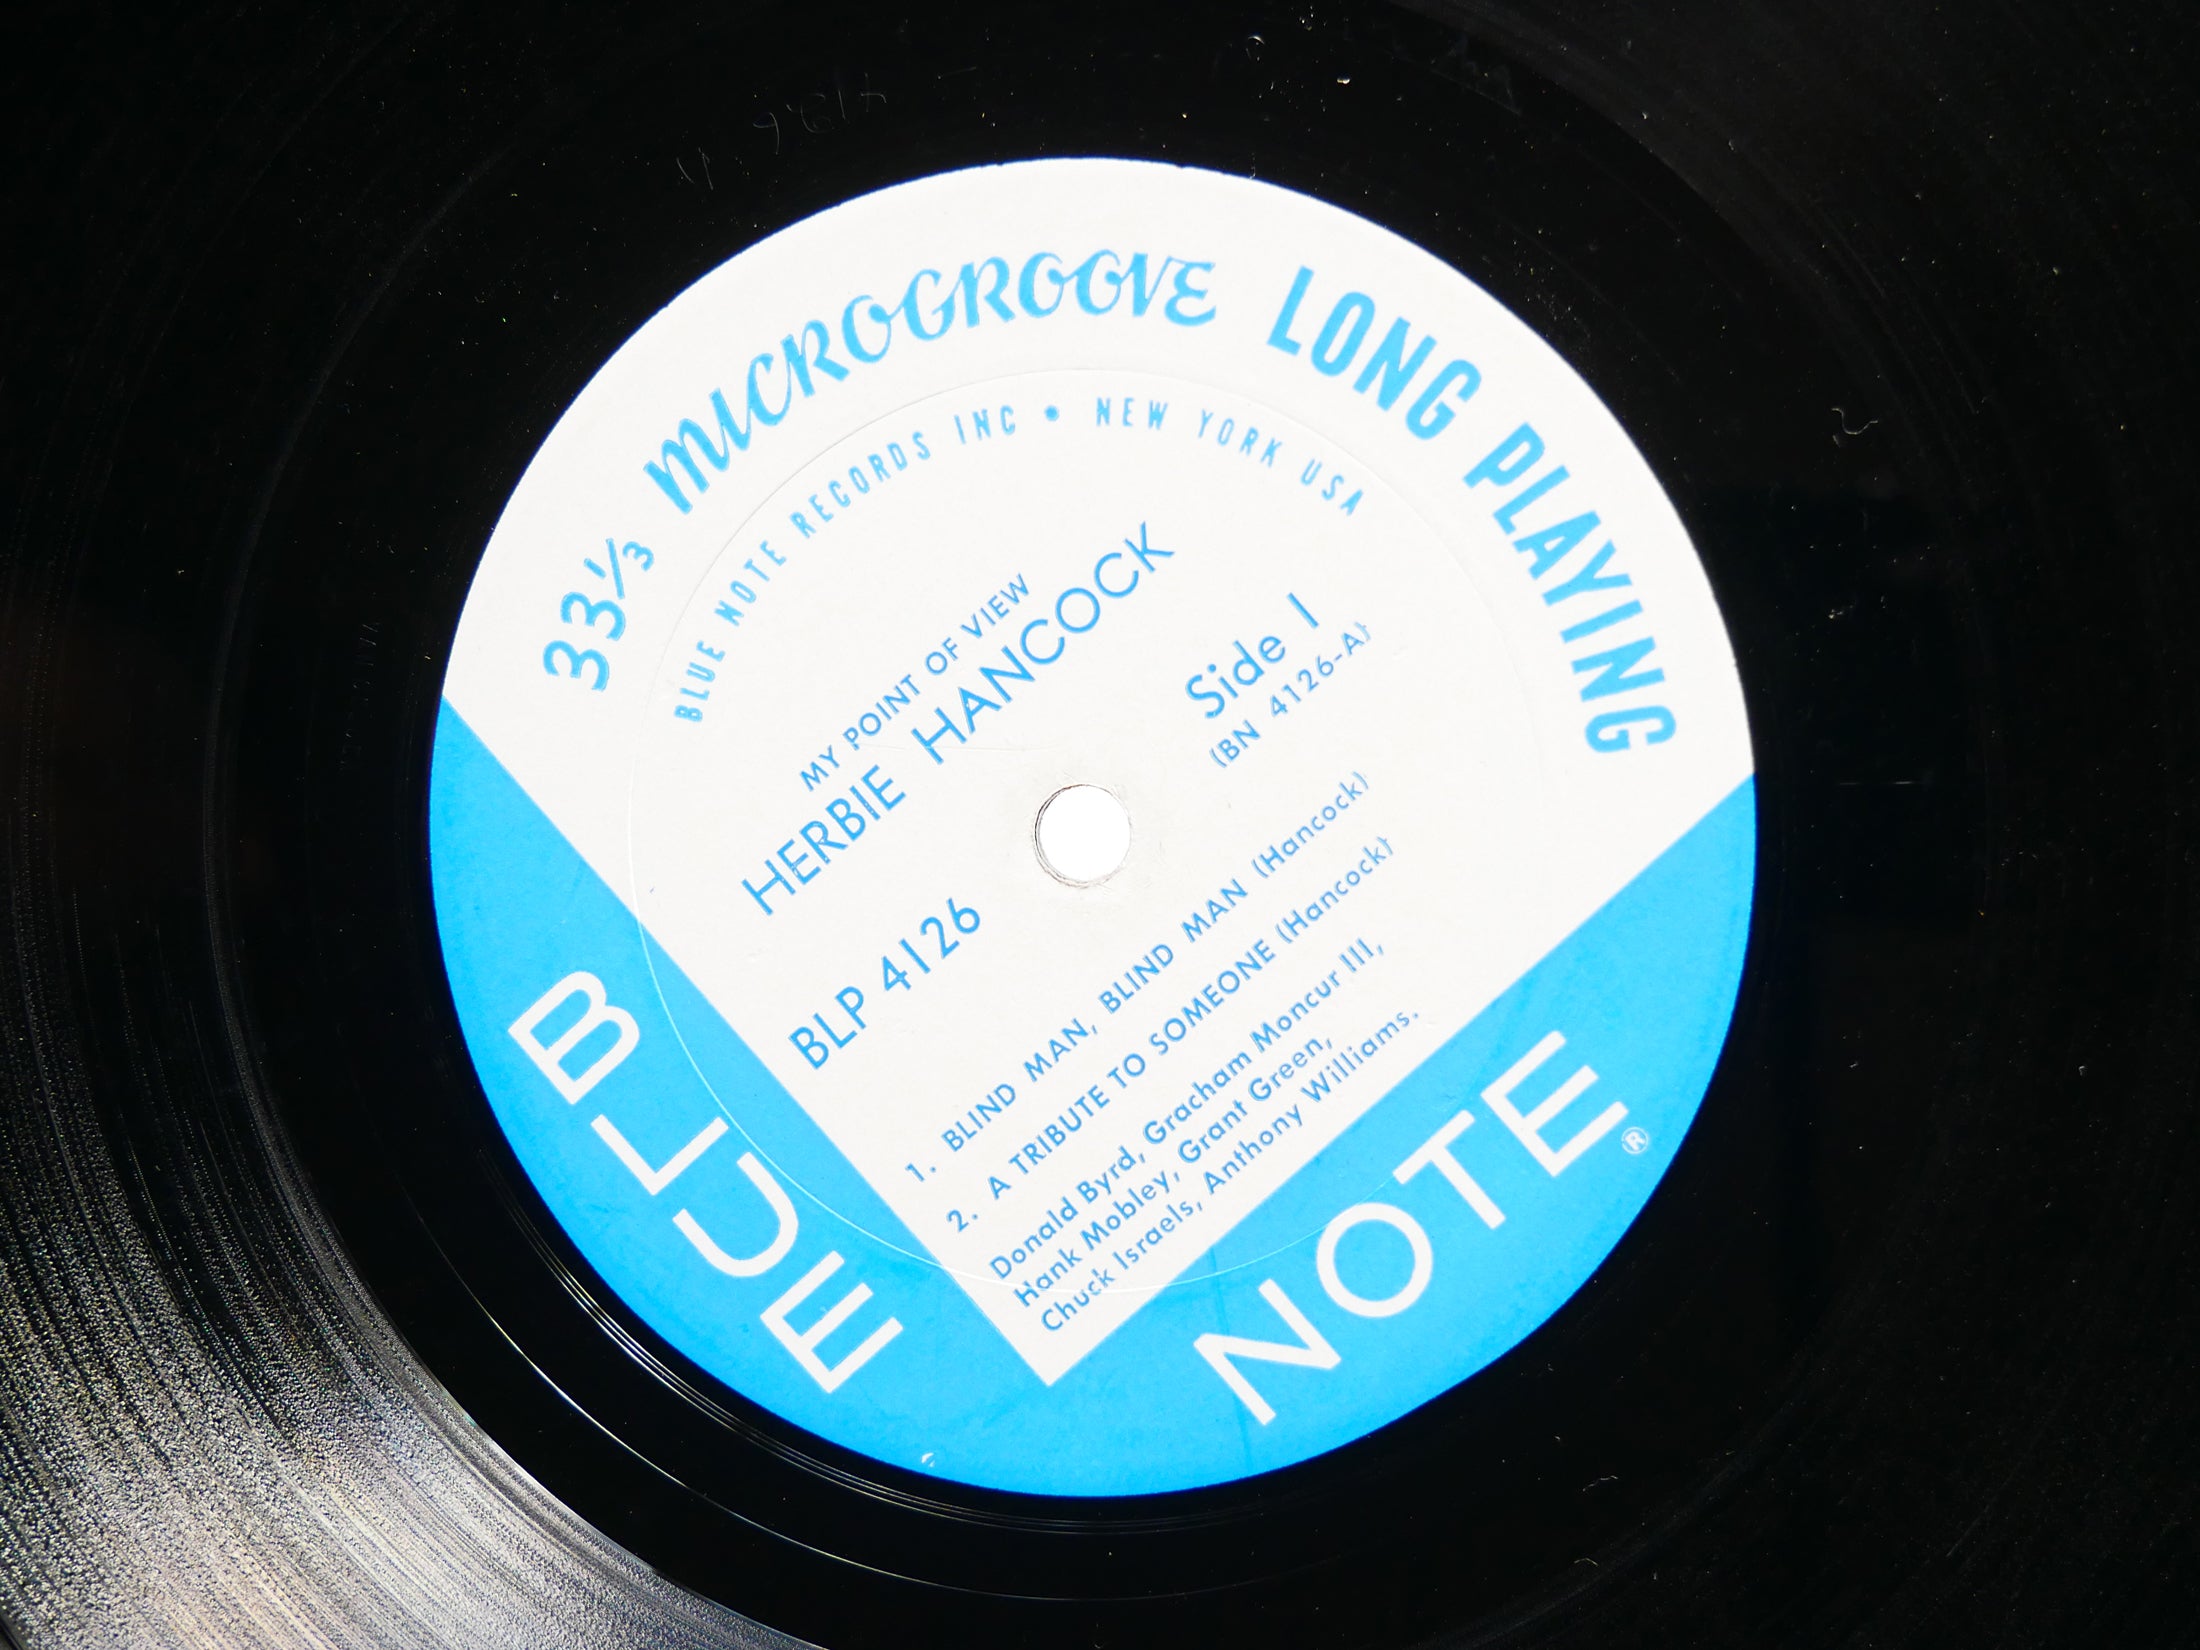 33⅓ MICROGROOVE LONG PLAYING
BLUE NOTE RECORDS INC • NEW YORK USA
MY POINT OF VIEW
HERBIE HANCOCK
BLP 4126
Side 1
(BN 4126-A)
1. BLIND MAN, BLIND MAN (Hancock)
2. A TRIBUTE TO SOMEONE (Hancock)
Donald Byrd, Gracham Moncur III,
Hank Mobley, Grant Green,
Chuck Israels, Anthony Williams.
BLUE NOTE®